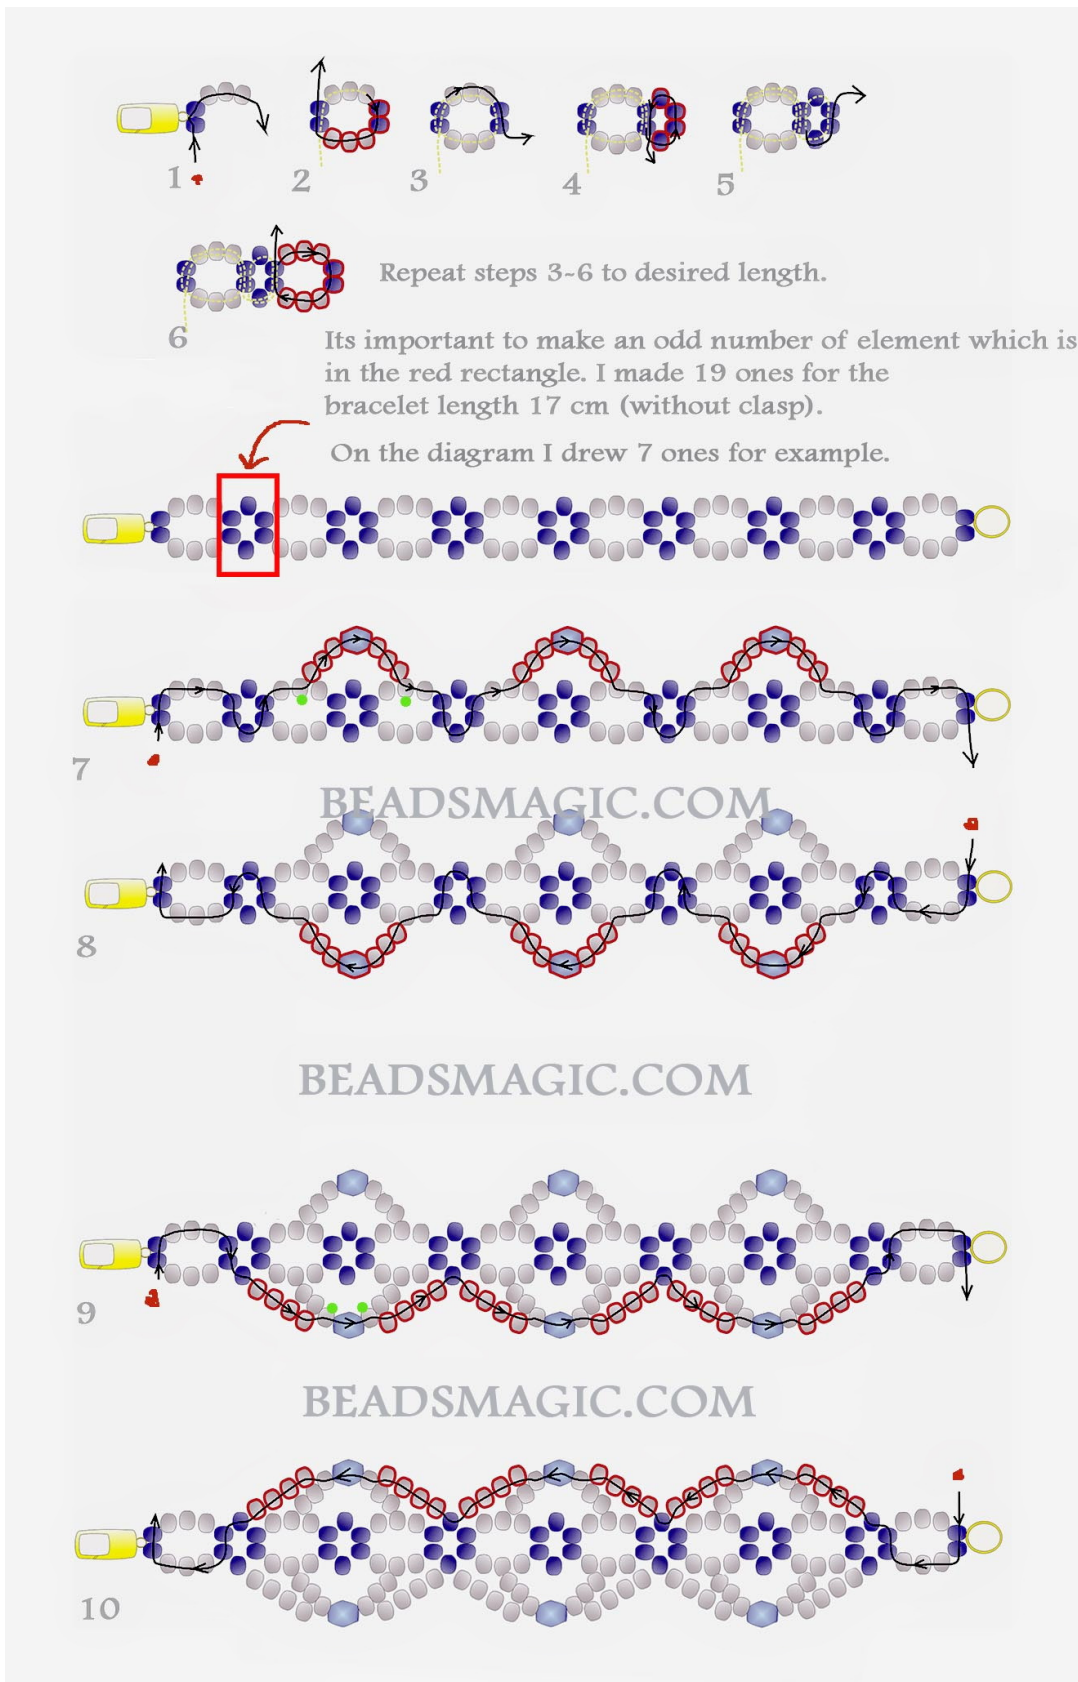 1
2
3
4
5
6
Repeat steps 3-6 to desired length.
Its important to make an odd number of element which is
in the red rectangle. I made 19 ones for the
bracelet length 17 cm (without clasp).
On the diagram I drew 7 ones for example.
7
BEADSMAGIC.COM
8
BEADSMAGIC.COM
9
BEADSMAGIC.COM
10